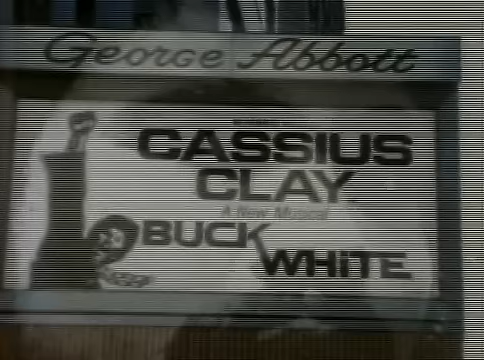 George Abbott
CASSIUS
CLAY
A New Musical
BUCK
WHiTE